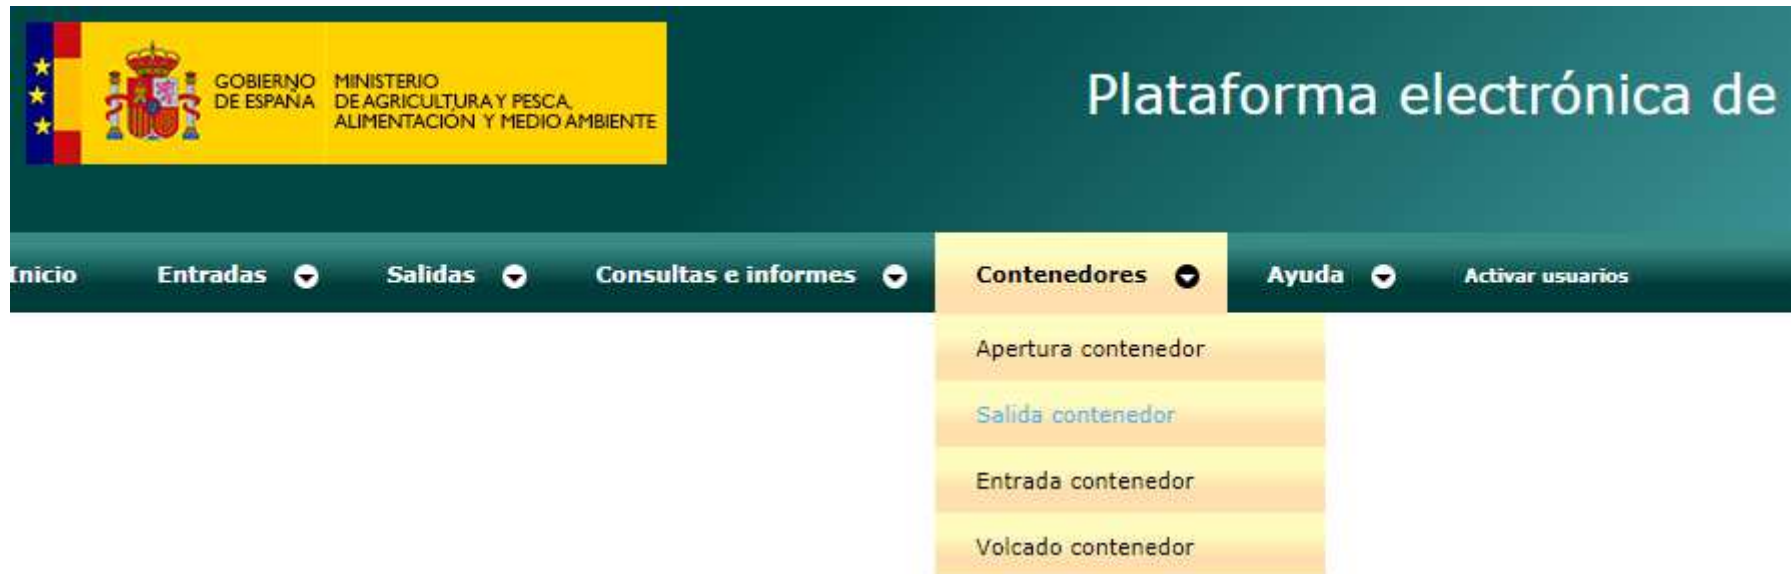 GOBIERNO
DE ESPAÑA
MINISTERIO
DE AGRICULTURA Y PESCA,
ALIMENTACIÓN Y MEDIO AMBIENTE
Plataforma electrónica de
Inicio Entradas Salidas Consultas e informes Contenedores Ayuda Activar usuarios
Apertura contenedor
Salida contenedor
Entrada contenedor
Volcado contenedor